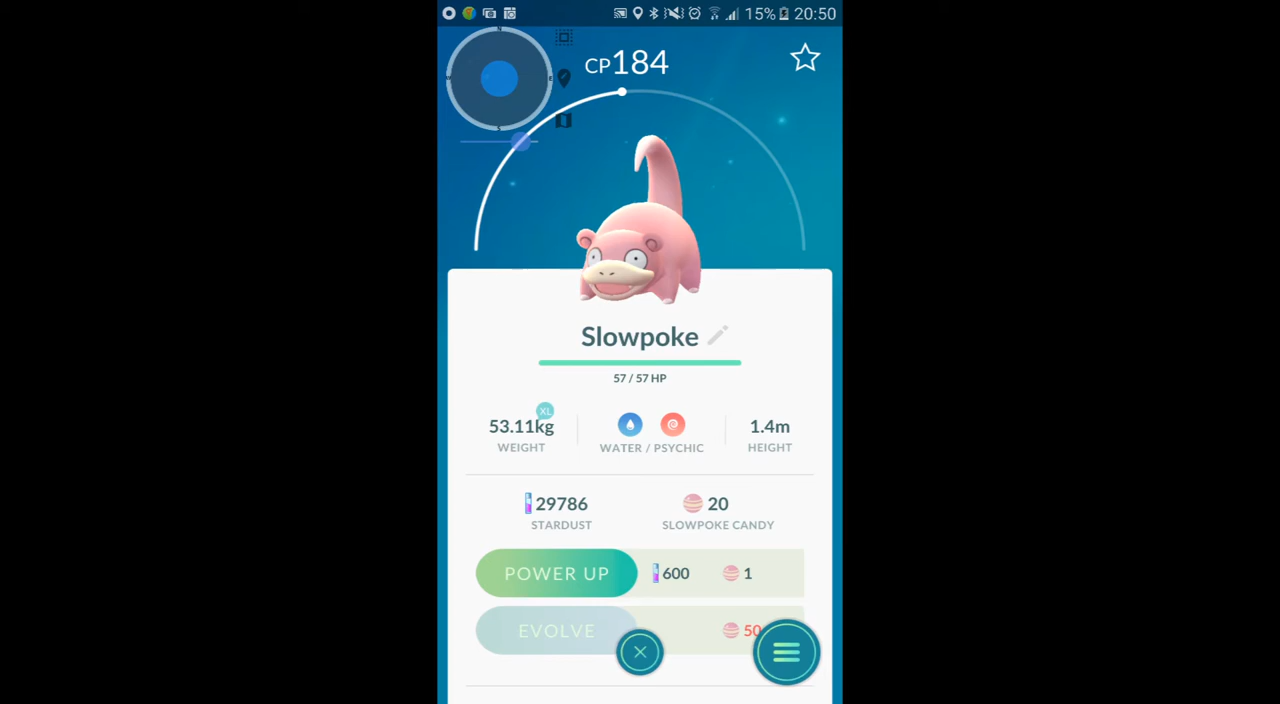 15% 20:50
N
W E
S
CP184
Slowpoke
57 / 57 HP
XL
53.11kg
WEIGHT
WATER / PSYCHIC
1.4m
HEIGHT
29786
STARDUST
20
SLOWPOKE CANDY
POWER UP 600 1
EVOLVE 50